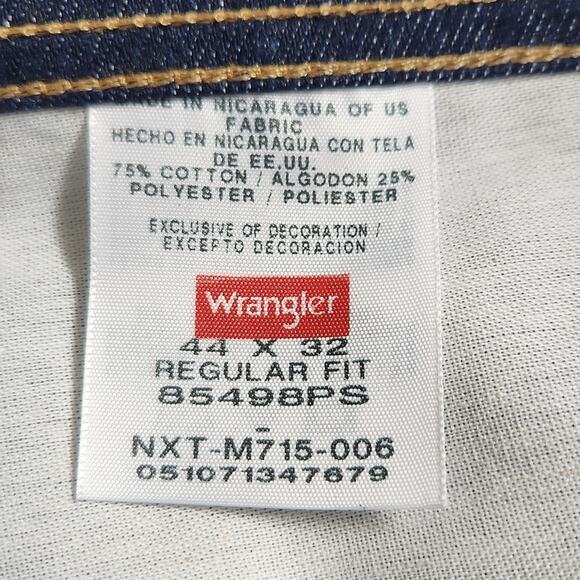 IN NICARAGUA OF US
FABRIC
HECHO EN NICARAGUA CON TELA
DE EE.UU.
75% COTTON / ALGODON 25%
POLYESTER / POLIESTER
EXCLUSIVE OF DECORATION /
EXCEPTO DECORACION
Wrangler
44 X 32
REGULAR FIT
85498PS
-
NXT-M715-006
051071347679